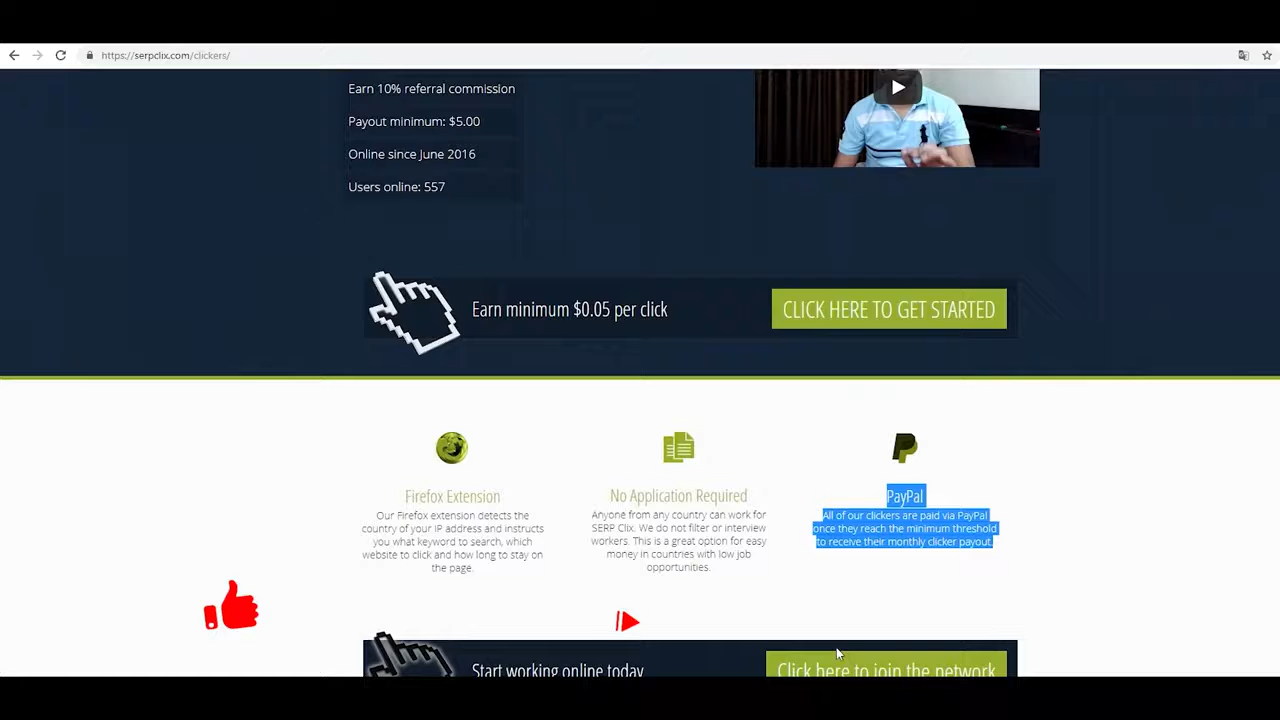 https://serpclix.com/clickers/
Earn 10% referral commission
Payout minimum: $5.00
Online since June 2016
Users online: 557
Earn minimum $0.05 per click
CLICK HERE TO GET STARTED
Firefox Extension
Our Firefox extension detects the
country of your IP address and instructs
you what keyword to search, which
website to click and how long to stay on
the page.
No Application Required
Anyone from any country can work for
SERP Clix. We do not filter or interview
workers. This is a great option for easy
money in countries with low job
opportunities.
PayPal
All of our clickers are paid via PayPal
once they reach the minimum threshold
to receive their monthly clicker payout.
Start working online today
Click here to join the network